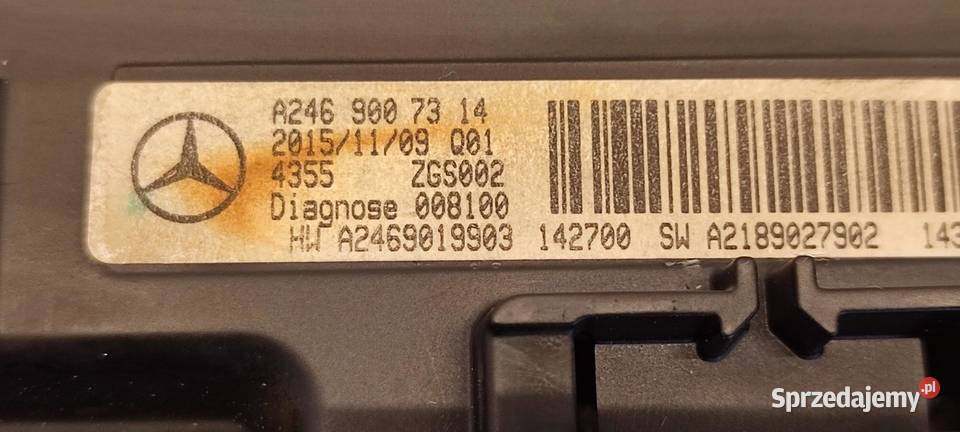 A246 900 73 14
2015/11/09 Q01
4355 ZGS002
Diagnose 008100
HW A2469019903 142700 SW A2189027902 143
Sprzedajemy.pl